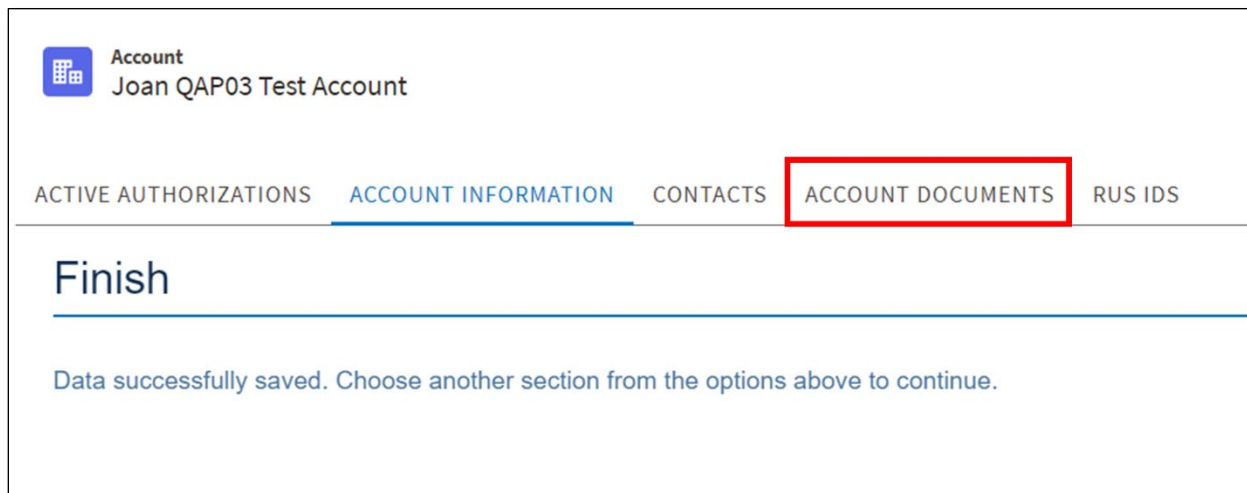 Account
Joan QAP03 Test Account
ACTIVE AUTHORIZATIONS ACCOUNT INFORMATION CONTACTS ACCOUNT DOCUMENTS RUS IDS
Finish
Data successfully saved. Choose another section from the options above to continue.